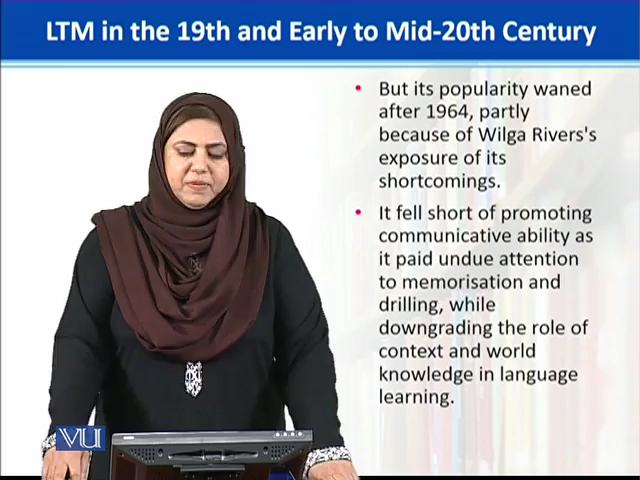 LTM in the 19th and Early to Mid-20th Century
• But its popularity waned
after 1964, partly
because of Wilga Rivers's
exposure of its
shortcomings.
• It fell short of promoting
communicative ability as
it paid undue attention
to memorisation and
drilling, while
downgrading the role of
context and world
knowledge in language
learning.
VU